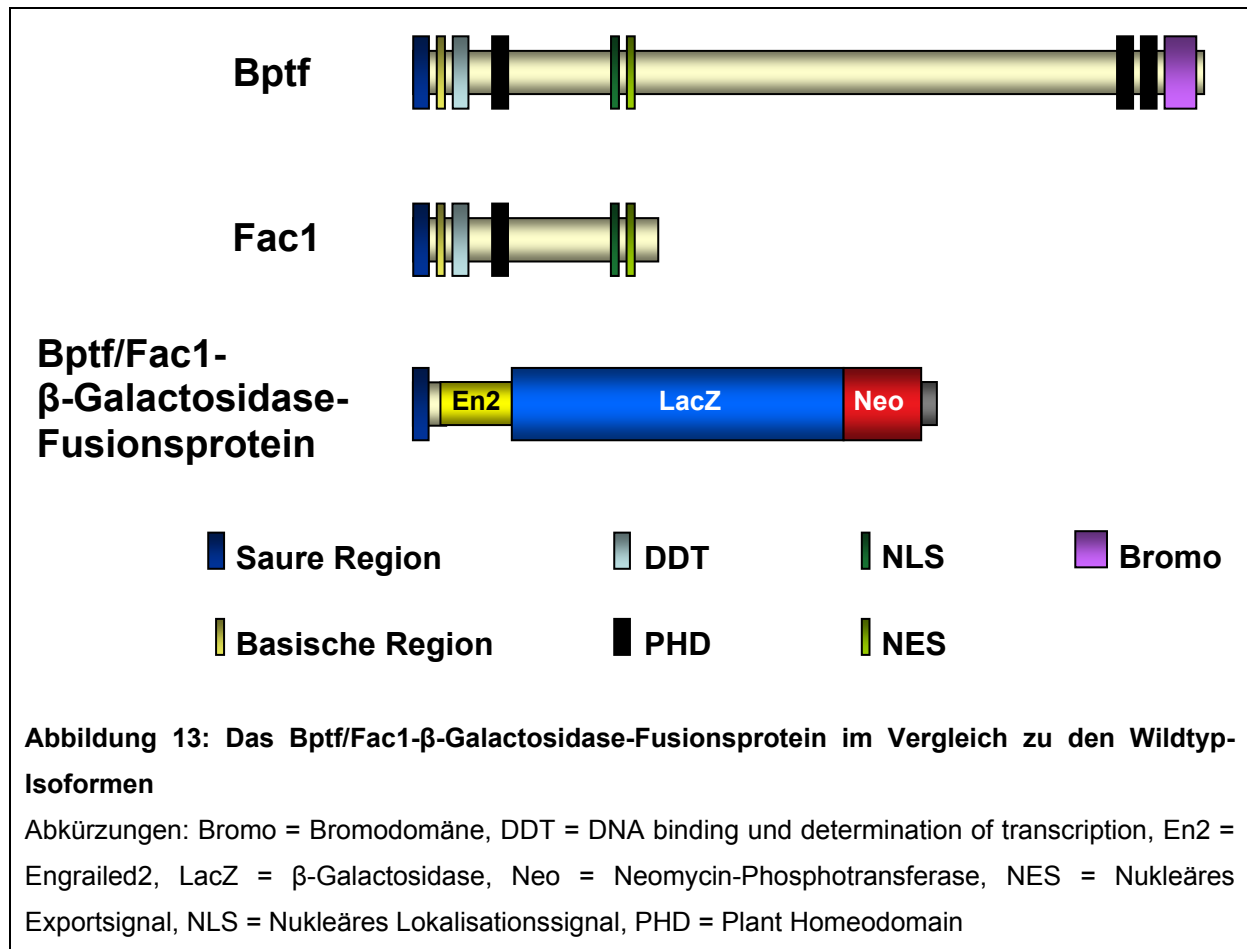 Bptf
Fac1
Bptf/Fac1-
β-Galactosidase-
Fusionsprotein
En2 LacZ Neo
Saure Region DDT NLS Bromo
Basische Region PHD NES
Abbildung 13: Das Bptf/Fac1-β-Galactosidase-Fusionsprotein im Vergleich zu den Wildtyp-
Isoformen
Abkürzungen: Bromo = Bromodomäne, DDT = DNA binding und determination of transcription, En2 =
Engrailed2, LacZ = β-Galactosidase, Neo = Neomycin-Phosphotransferase, NES = Nukleäres
Exportsignal, NLS = Nukleäres Lokalisationssignal, PHD = Plant Homeodomain